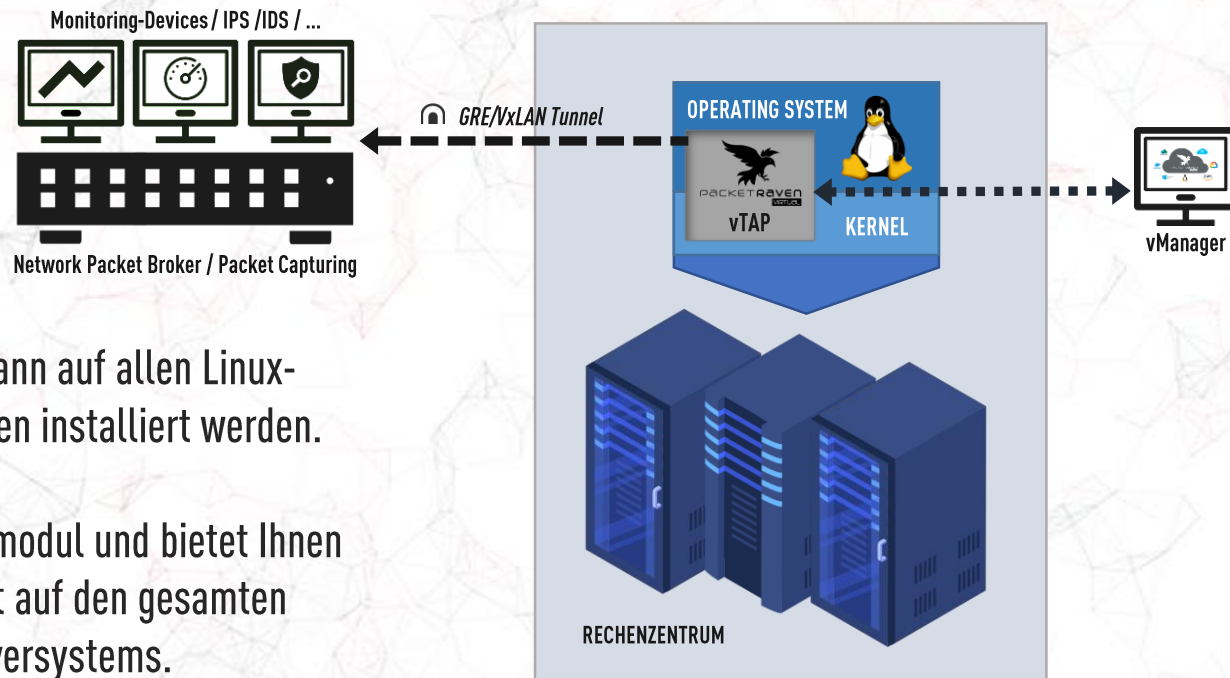 Monitoring-Devices / IPS /IDS / ...
GRE/VxLAN Tunnel
Network Packet Broker / Packet Capturing
OPERATING SYSTEM
PACKETRAVEN
VIRTUAL
vTAP
KERNEL
vManager
ann auf allen Linux-
en installiert werden.
modul und bietet Ihnen
t auf den gesamten
versystems.
RECHENZENTRUM